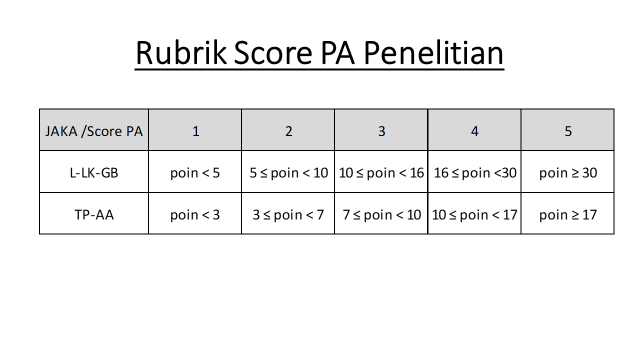 Rubrik Score PA Penelitian
JAKA /Score PA 1 2 3 4 5
L-LK-GB poin < 5 5 ≤ poin < 10 10 ≤ poin < 16 16 ≤ poin <30 poin ≥ 30
TP-AA poin < 3 3 ≤ poin < 7 7 ≤ poin < 10 10 ≤ poin < 17 poin ≥ 17